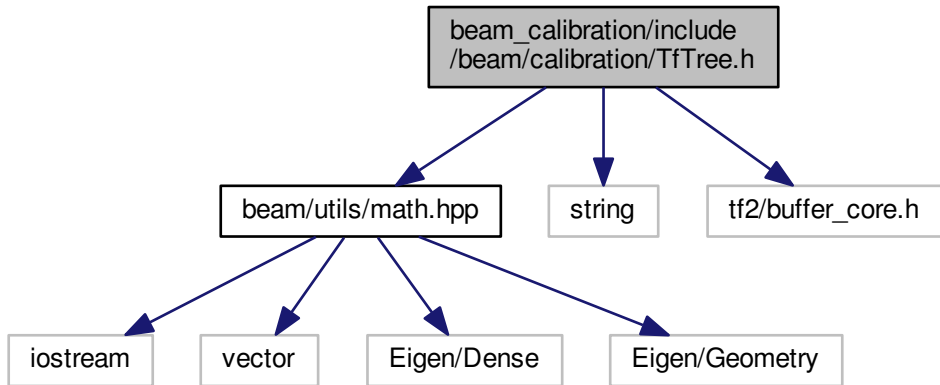 beam_calibration/include
/beam/calibration/TfTree.h
beam/utils/math.hpp
string
tf2/buffer_core.h
iostream
vector
Eigen/Dense
Eigen/Geometry